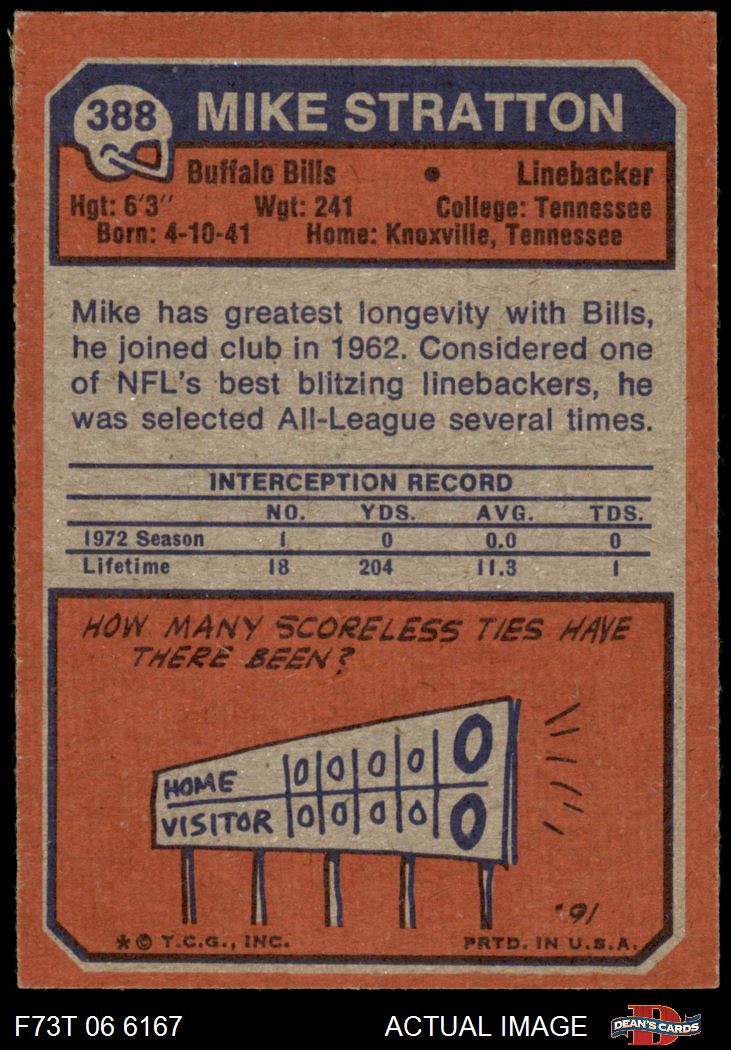 388 MIKE STRATTON
Buffalo Bills • Linebacker
Hgt: 6'3" Wgt: 241 College: Tennessee
Born: 4-10-41 Home: Knoxville, Tennessee
Mike has greatest longevity with Bills,
he joined club in 1962. Considered one
of NFL's best blitzing linebackers, he
was selected All-League several times.
INTERCEPTION RECORD
NO. YDS. AVG. TDS.
1972 Season 1 0 0.0 0
Lifetime 18 204 11.3 1
HOW MANY SCORELESS TIES HAVE
THERE BEEN?
HOME 0 0 0 0 0
VISITOR 0 0 0 0 0
'91
* © T.C.G., INC. PRTD. IN U.S.A.
F73T 06 6167 ACTUAL IMAGE D DEAN'S CARDS